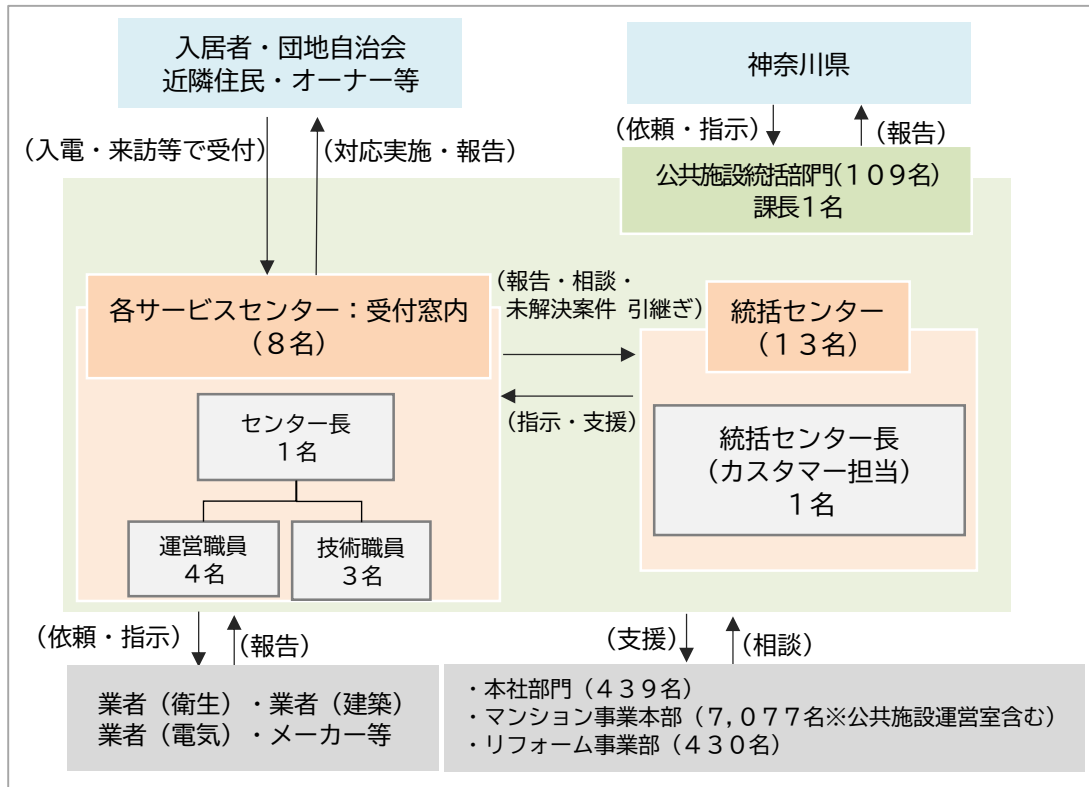 入居者・団地自治会
近隣住民・オーナー等
神奈川県
(入電・来訪等で受付)
(対応実施・報告)
(依頼・指示)
(報告)
公共施設統括部門(109名)
課長1名
各サービスセンター：受付窓内
（8名）
(報告・相談・
未解決案件 引継ぎ)
統括センター
（13名）
(指示・支援)
センター長
1名
運営職員
4名
技術職員
3名
統括センター長
（カスタマー担当）
1名
(依頼・指示)
(報告)
(支援)
(相談)
業者（衛生）・業者（建築）
業者（電気）・メーカー等
・本社部門（439名）
・マンション事業本部（7,077名※公共施設運営室含む）
・リフォーム事業部（430名）